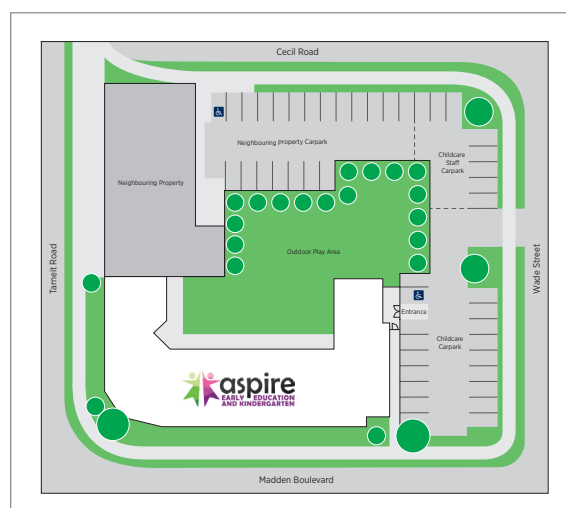 Cecil Road
Neighbouring Property Carpark
Childcare
Staff
Carpark
Neighbouring Property
Tarneit Road
Outdoor Play Area
Wade Street
Entrance
Childcare
Carpark
aspire
EARLY EDUCATION
AND KINDERGARTEN
Madden Boulevard